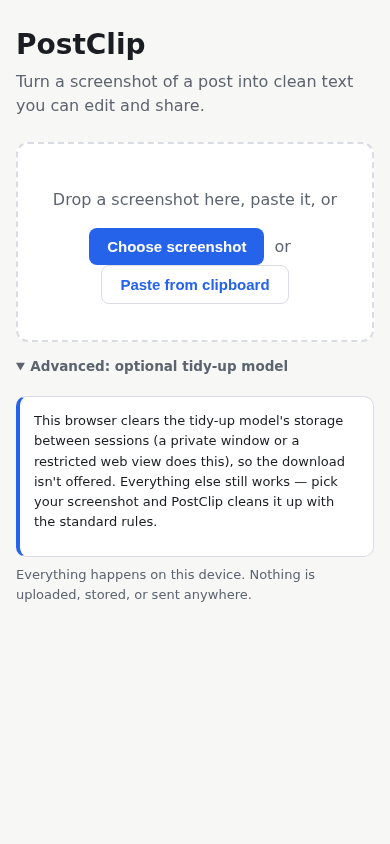 PostClip
Turn a screenshot of a post into clean text
you can edit and share.
Drop a screenshot here, paste it, or
Choose screenshot or
Paste from clipboard
▼ Advanced: optional tidy-up model
This browser clears the tidy-up model's storage
between sessions (a private window or a
restricted web view does this), so the download
isn't offered. Everything else still works — pick
your screenshot and PostClip cleans it up with
the standard rules.
Everything happens on this device. Nothing is
uploaded, stored, or sent anywhere.